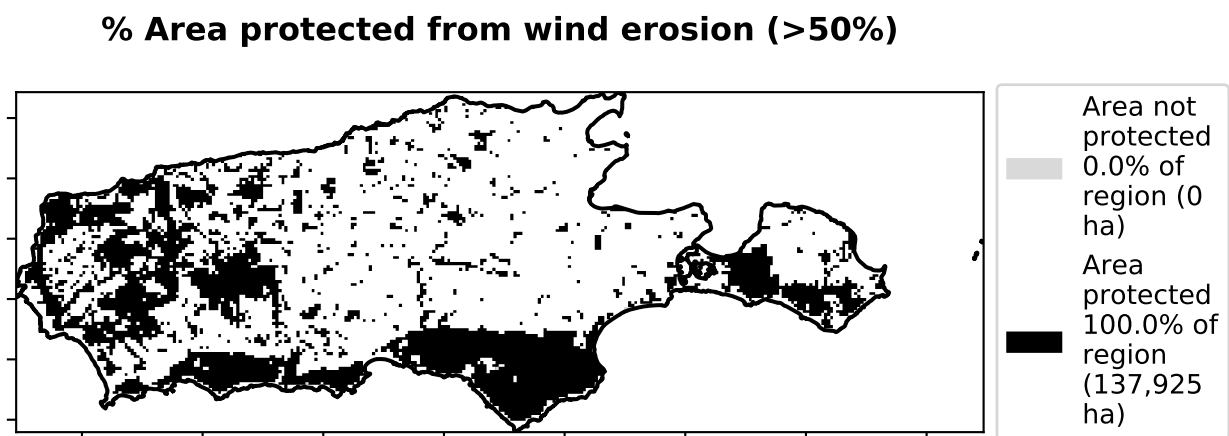 % Area protected from wind erosion (>50%)
Area not
protected
0.0% of
region (0
ha)
Area
protected
100.0% of
region
(137,925
ha)